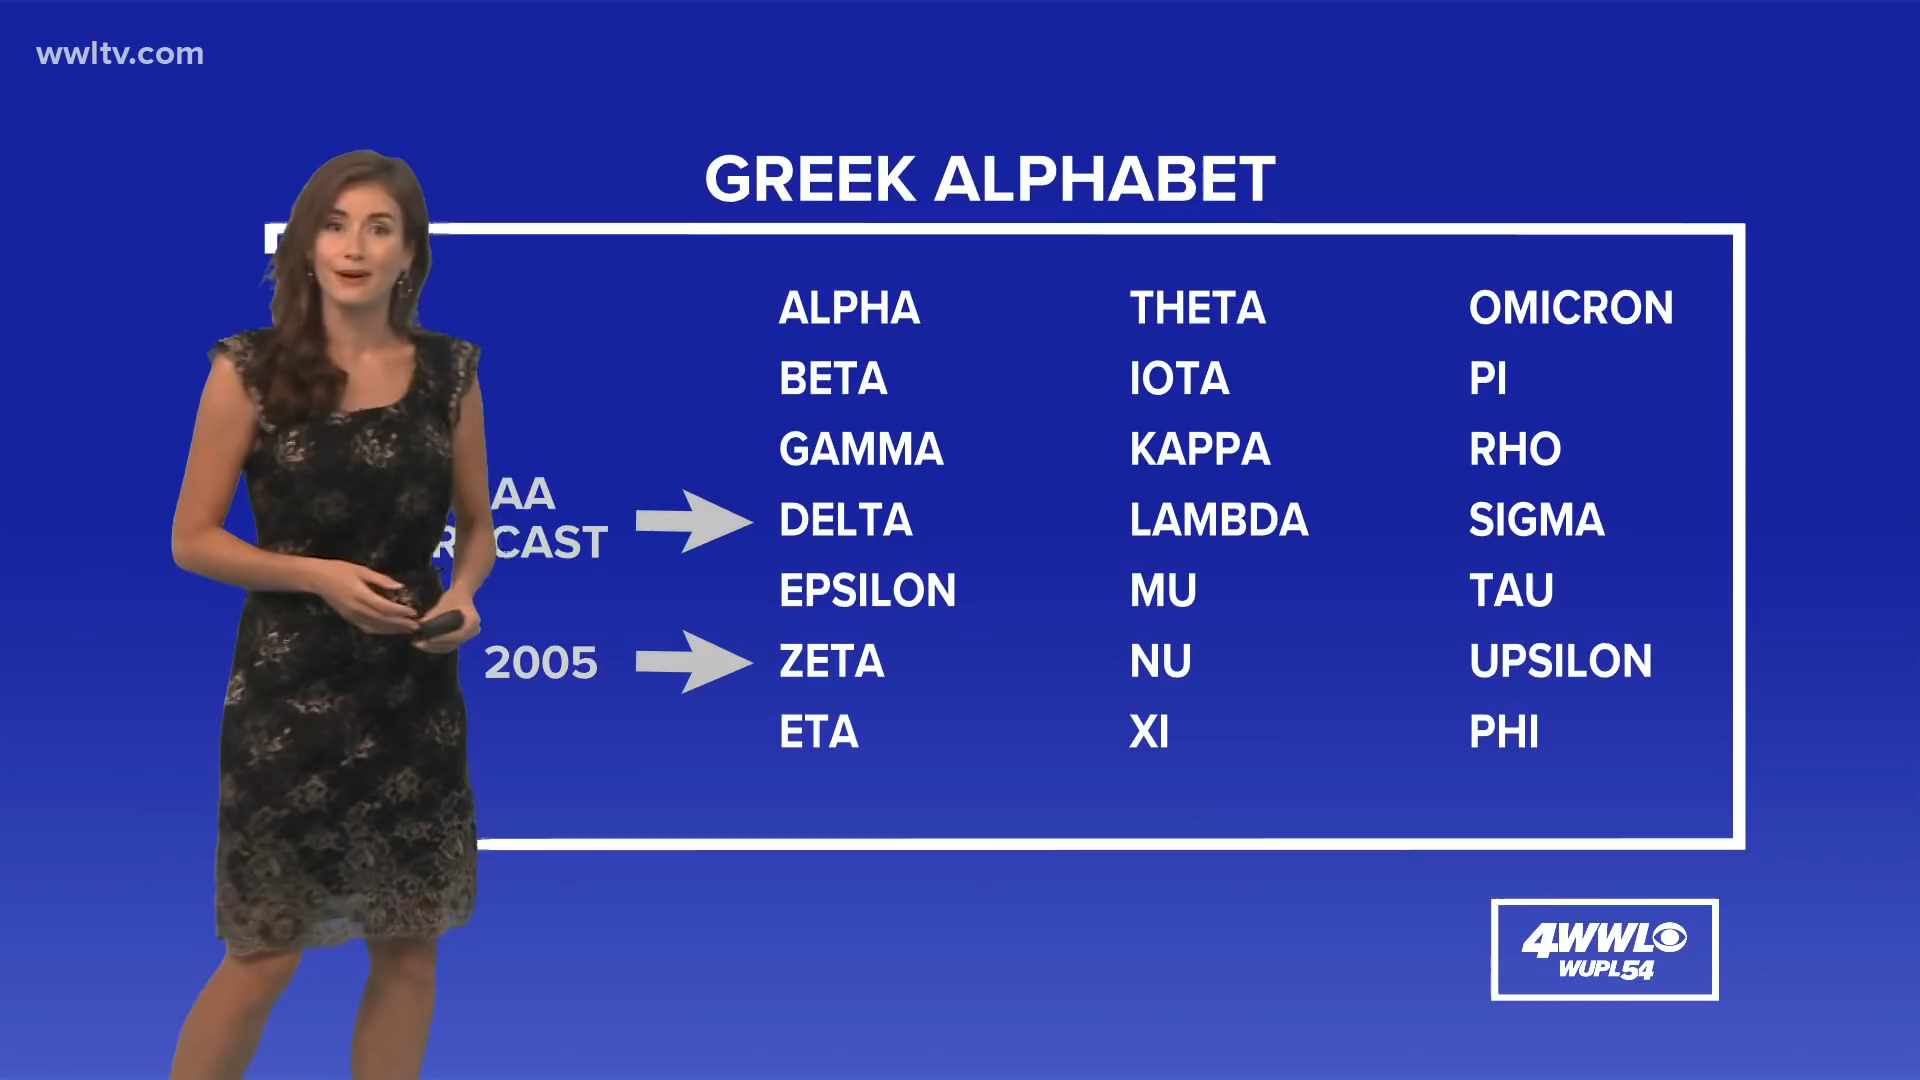 wwltv.com
GREEK ALPHABET
ALPHA THETA OMICRON
BETA IOTA PI
GAMMA KAPPA RHO
AA
CAST
DELTA LAMBDA SIGMA
EPSILON MU TAU
2005 ZETA NU UPSILON
ETA XI PHI
4WWL
WUPL54